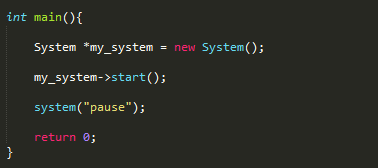 int main(){
System *my_system = new System();
my_system->start();
system("pause");
return 0;
}